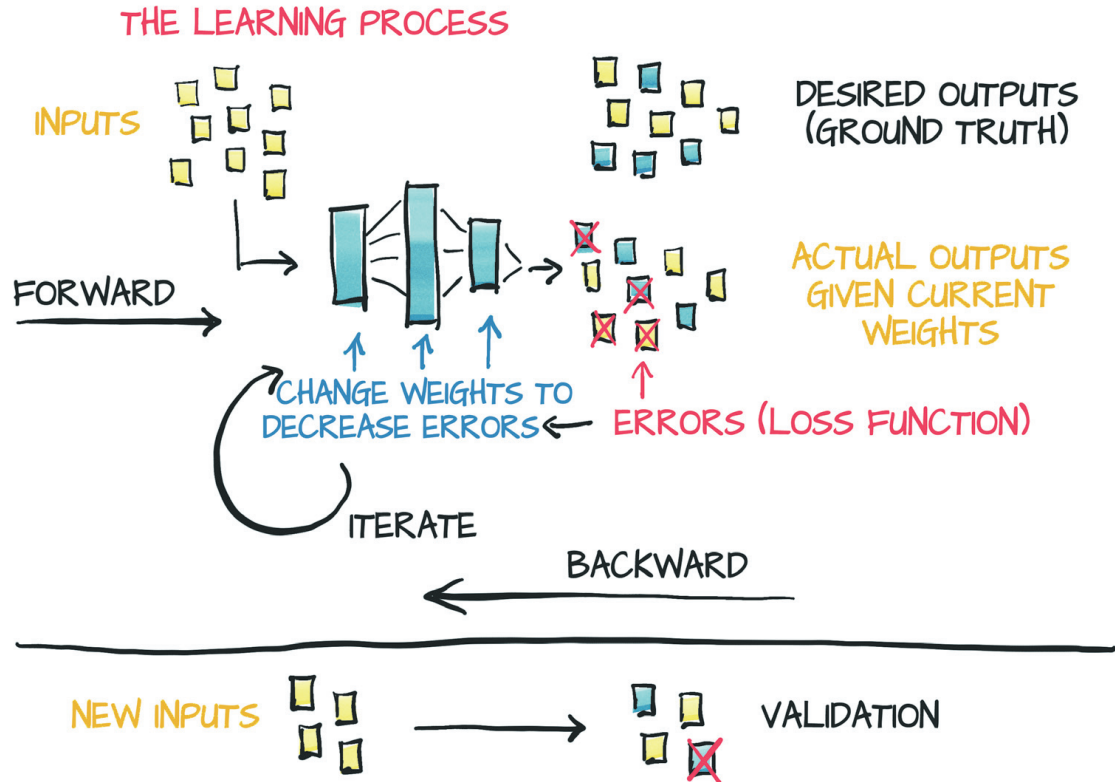 THE LEARNING PROCESS
INPUTS
DESIRED OUTPUTS
(GROUND TRUTH)
FORWARD
ACTUAL OUTPUTS
GIVEN CURRENT
WEIGHTS
CHANGE WEIGHTS TO
DECREASE ERRORS
ERRORS (LOSS FUNCTION)
ITERATE
BACKWARD
NEW INPUTS
VALIDATION